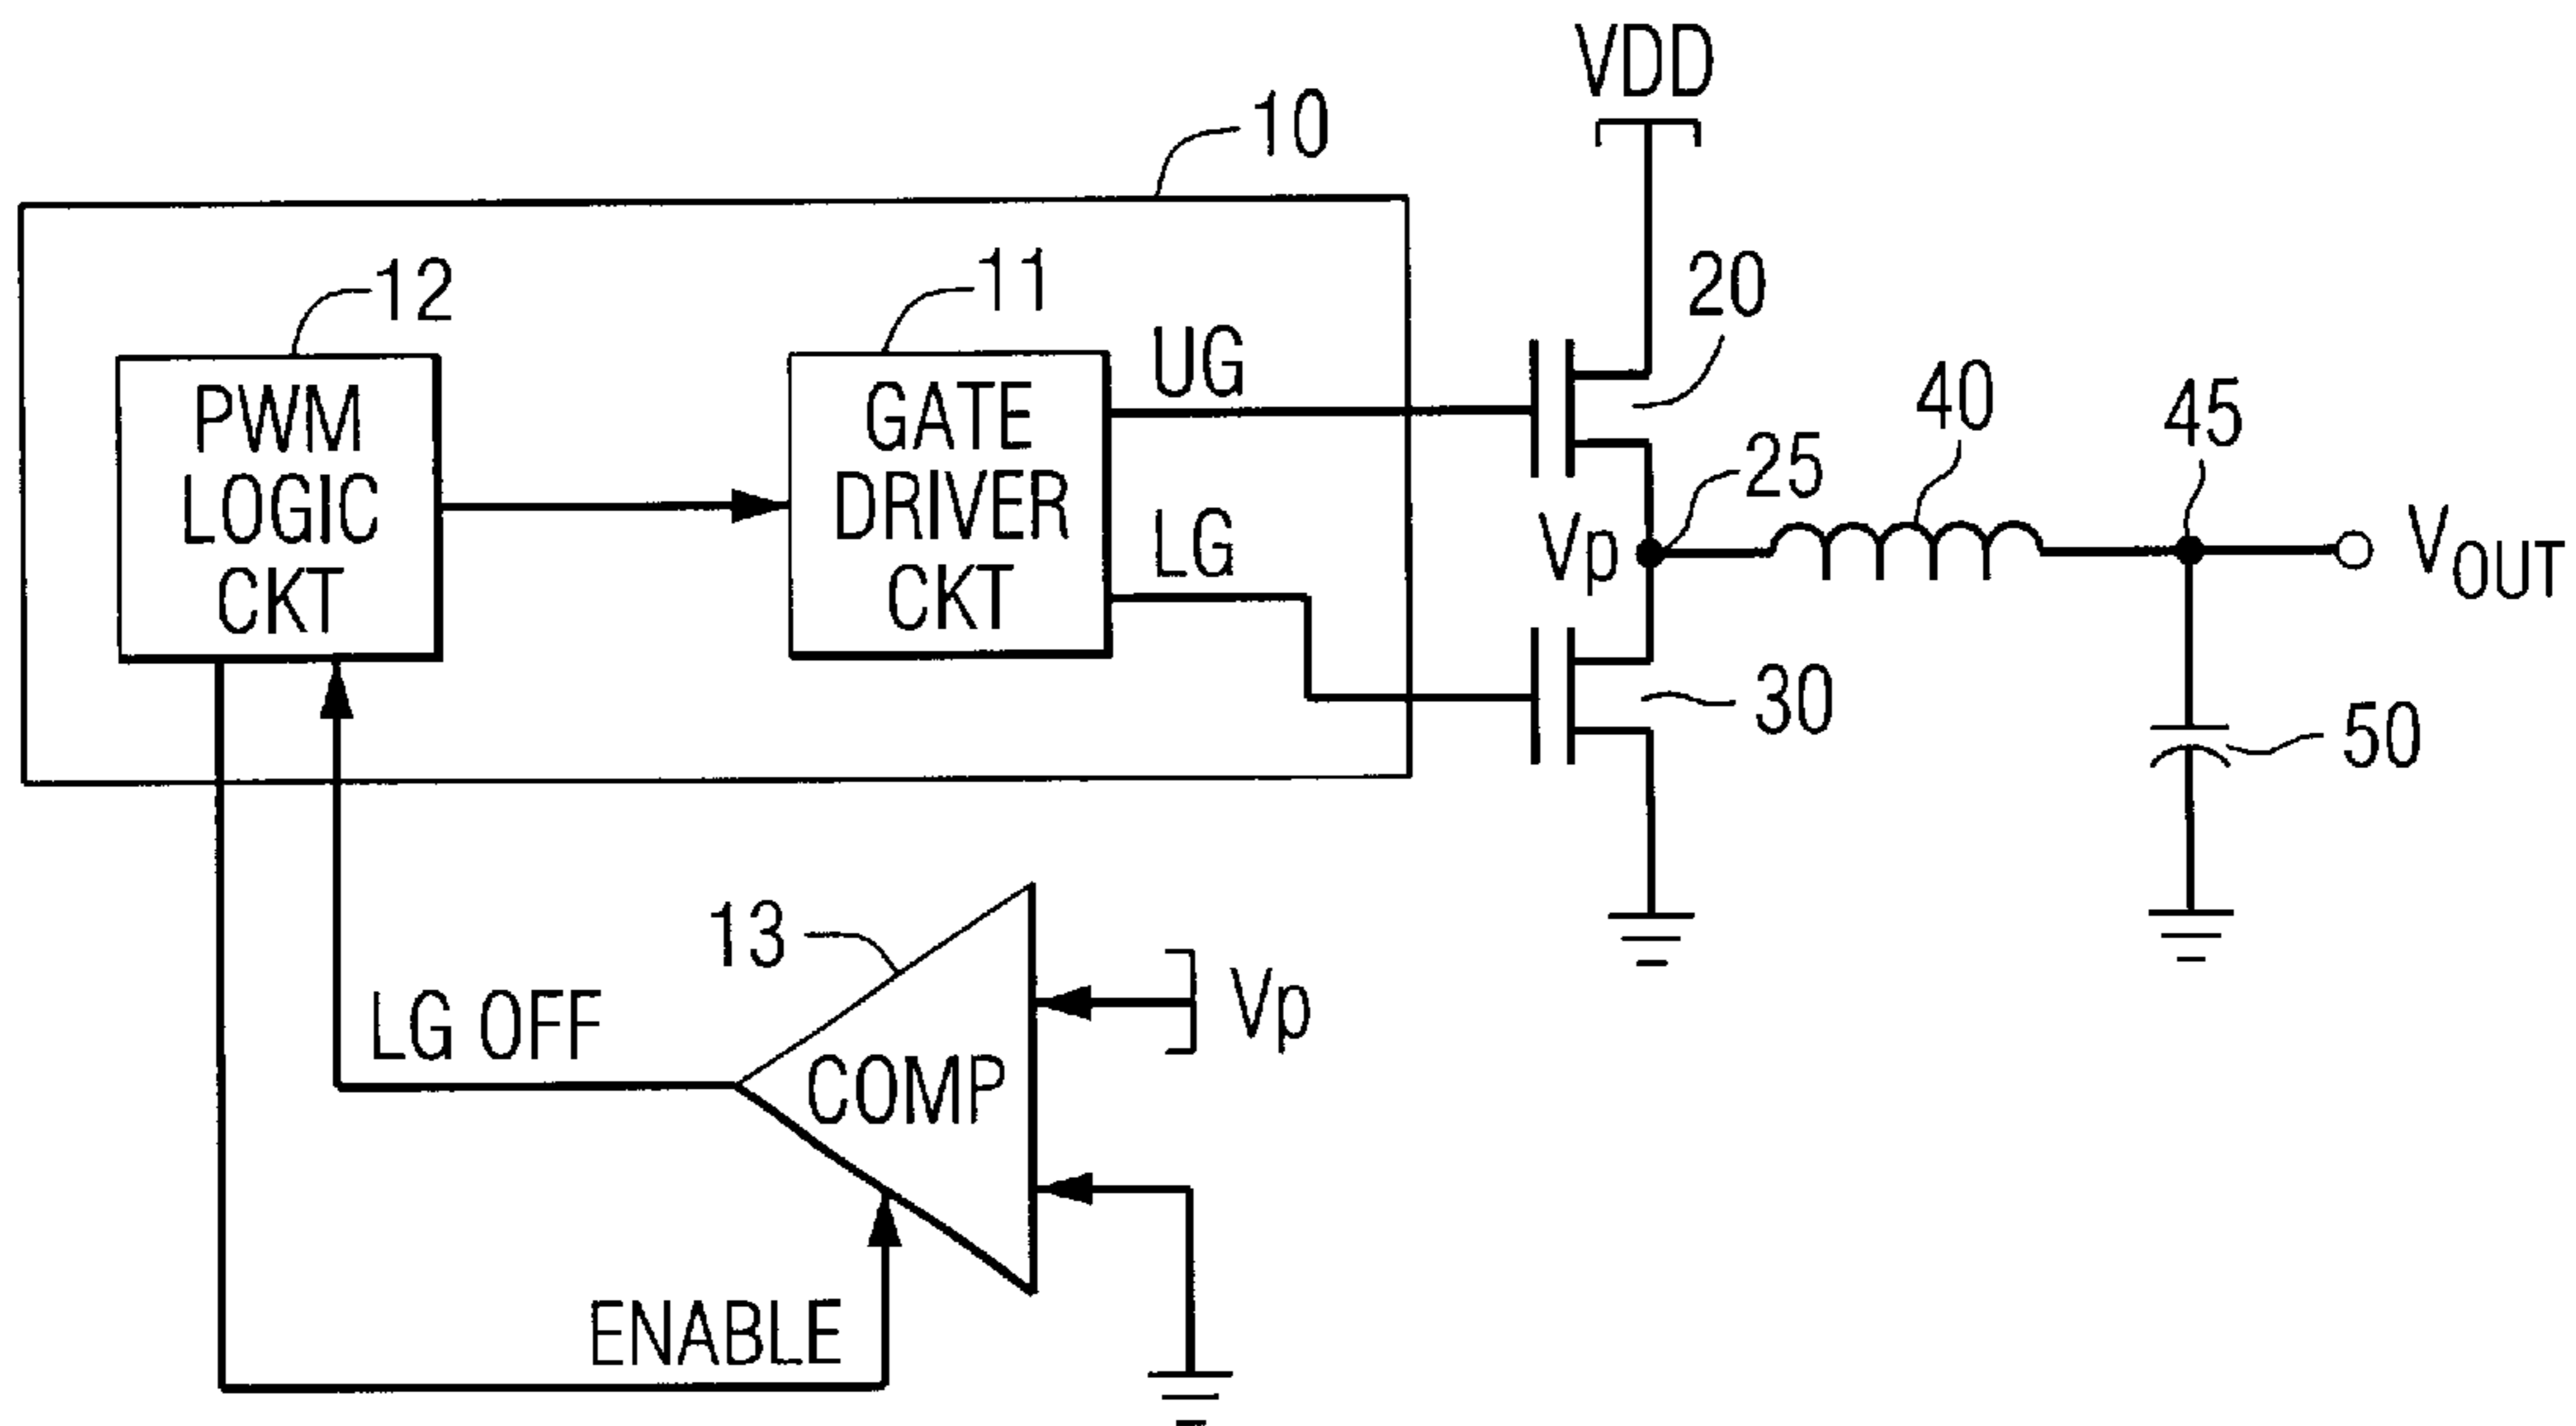 VDD
10
12
11
20
UG
PWM
LOGIC
CKT
GATE
DRIVER
CKT
40
45
25
LG
Vp
VOUT
30
50
13
Vp
LG OFF
COMP
ENABLE